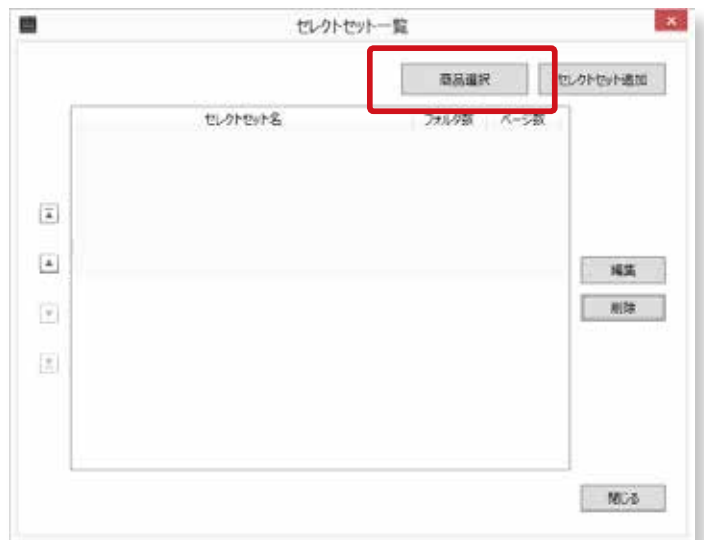 セレクトセット一覧
商品選択
セレクトセット追加
セレクトセット名 フォルダ数 ページ数
編集
削除
閉じる